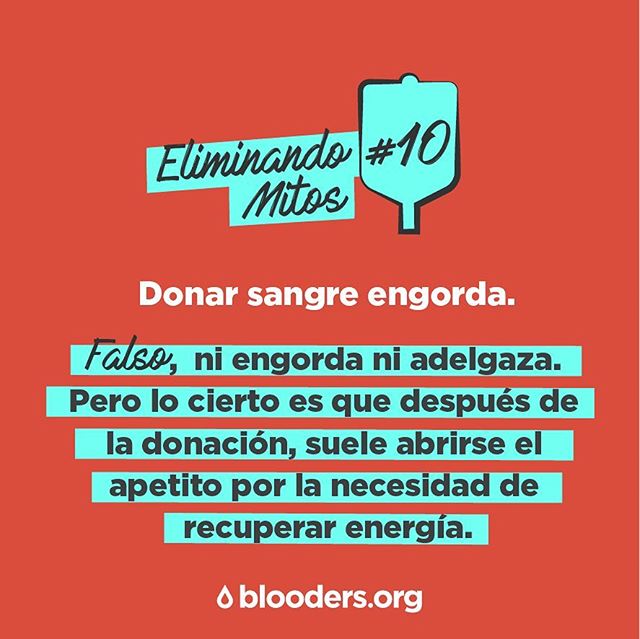 Eliminando #10
Mitos
Donar sangre engorda.
Falso, ni engorda ni adelgaza.
Pero lo cierto es que después de
la donación, suele abrirse el
apetito por la necesidad de
recuperar energía.
blooders.org